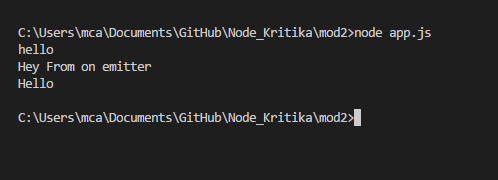 C:\Users\mca\Documents\GitHub\Node_Kritika\mod2>node app.js
hello
Hey From on emitter
Hello
C:\Users\mca\Documents\GitHub\Node_Kritika\mod2>